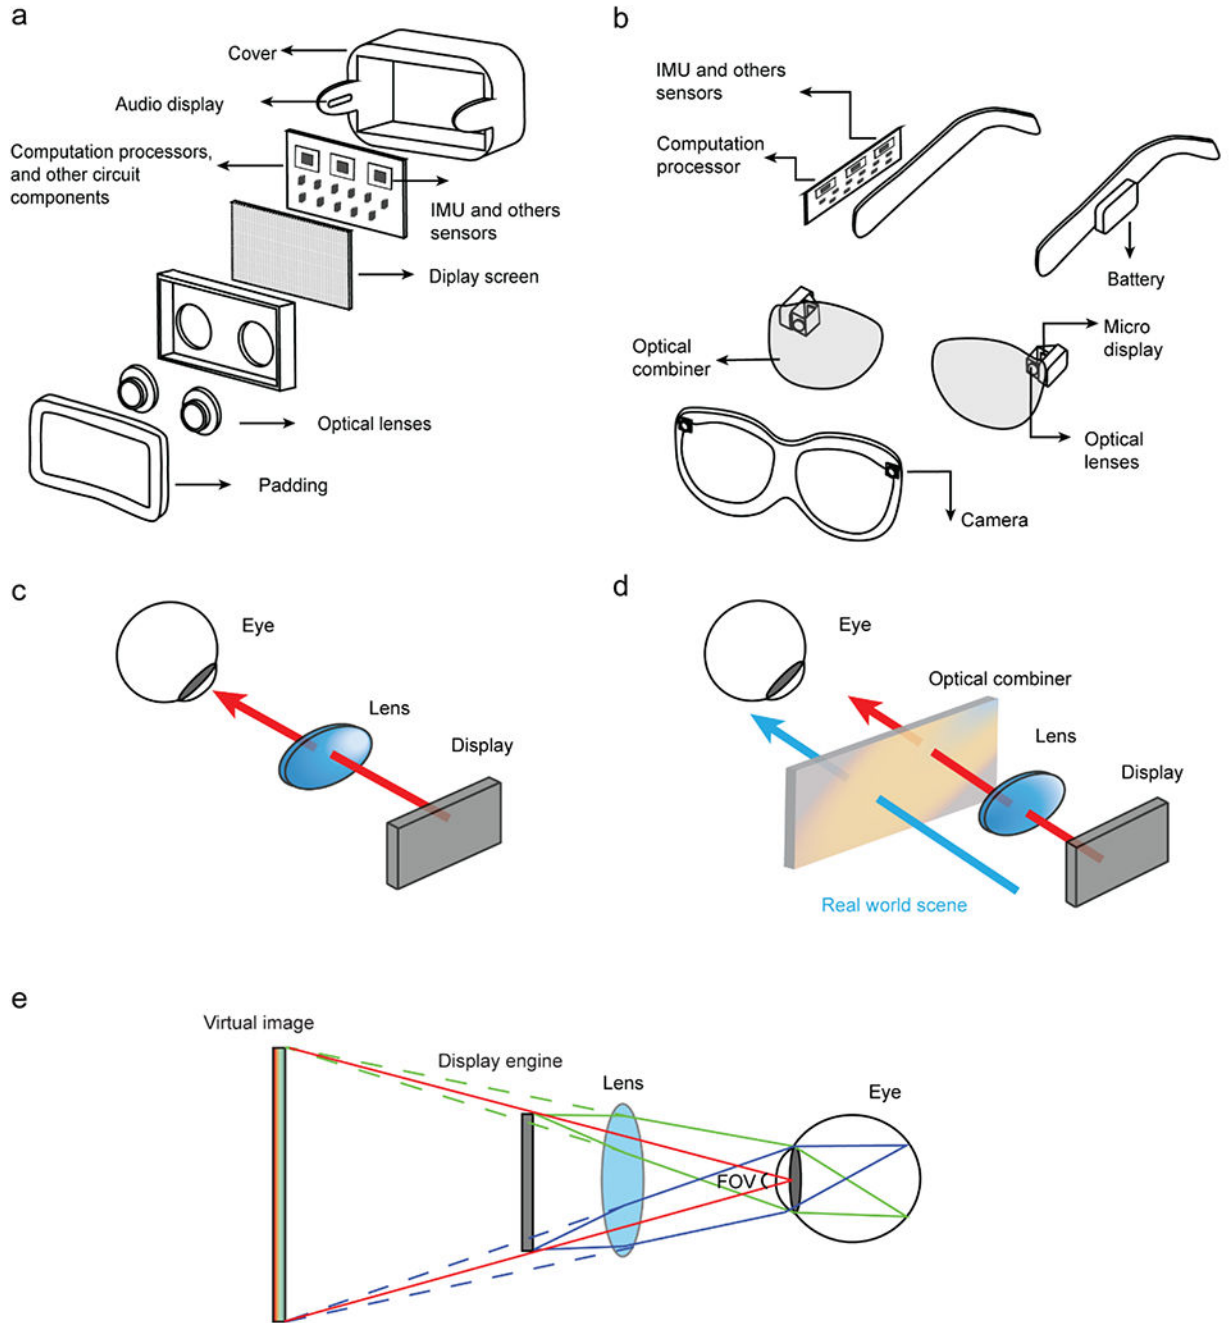 a
Cover
Audio display
Computation processors,
and other circuit
components
IMU and others
sensors
Diplay screen
Optical lenses
Padding
b
IMU and others
sensors
Computation
processor
Battery
Micro
display
Optical
combiner
Optical
lenses
Camera
c
Eye
Lens
Display
d
Eye
Optical combiner
Lens
Display
Real world scene
e
Virtual image
Display engine
Lens
Eye
FOV